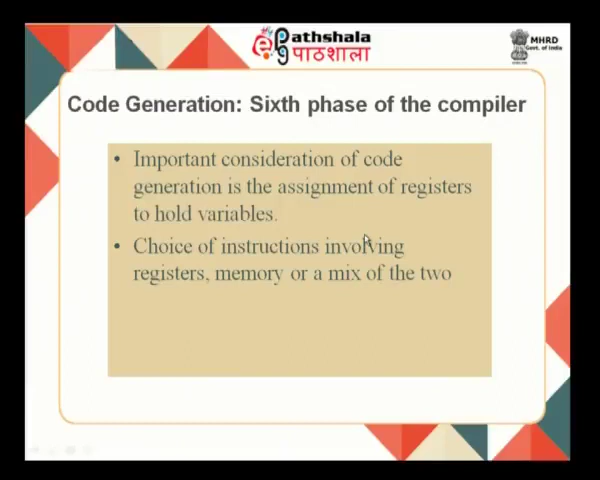 Pathshala
पाठशाला
MHRD
Govt. of India
Code Generation: Sixth phase of the compiler
• Important consideration of code
generation is the assignment of registers
to hold variables.
• Choice of instructions involving
registers, memory or a mix of the two